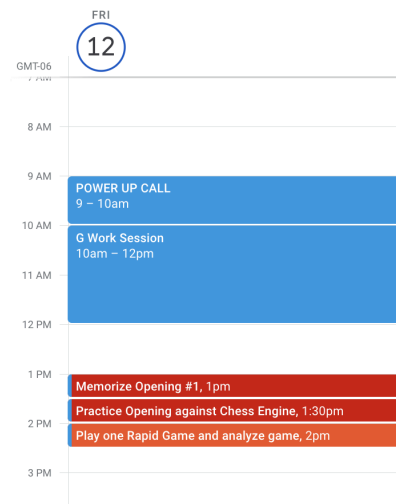 FRI
12
GMT-06
7 AM
8 AM
9 AM
POWER UP CALL
9 – 10am
10 AM
G Work Session
10am – 12pm
11 AM
12 PM
1 PM
Memorize Opening #1, 1pm
Practice Opening against Chess Engine, 1:30pm
2 PM
Play one Rapid Game and analyze game, 2pm
3 PM